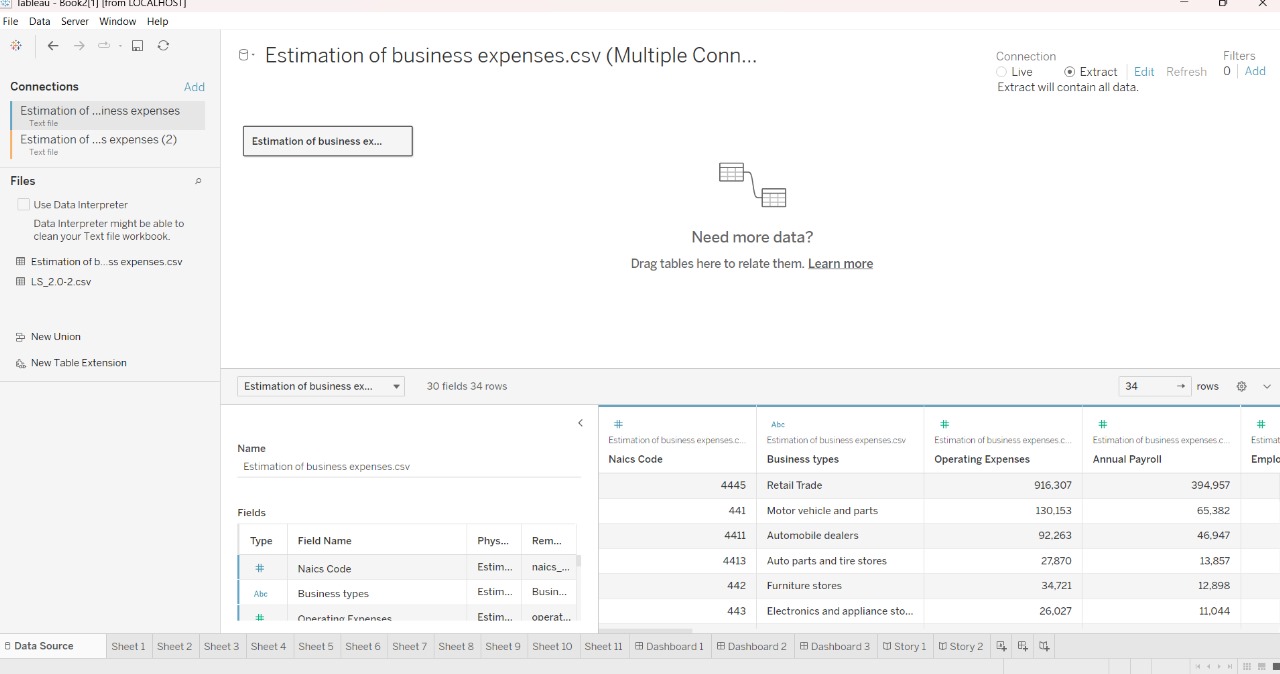 Tableau - Book2[1] [from LOCALHOST]
File Data Server Window Help
Estimation of business expenses.csv (Multiple Conn...
Connection
Live Extract Edit Refresh
Extract will contain all data.
Filters
0 Add
Connections Add
Estimation of ...iness expenses
Text file
Estimation of ...s expenses (2)
Text file
Files
Use Data Interpreter
Data Interpreter might be able to
clean your Text file workbook.
Estimation of b...ss expenses.csv
LS_2.0-2.csv
New Union
New Table Extension
Estimation of business ex...
Need more data?
Drag tables here to relate them. Learn more
Estimation of business ex... 30 fields 34 rows 34 rows
Name
Estimation of business expenses.csv
Fields
Type Field Name Phys... Rem...
# Naics Code Estim... naics_...
Abc Business types Estim... Busin...
# Operating Expenses Estim... operat...
# Abc # # #
Estimation of business expenses.c... Estimation of business expenses.csv Estimation of business expenses.c... Estimation of business expenses.c... Estimat
Naics Code Business types Operating Expenses Annual Payroll Emplo
4445 Retail Trade 916,307 394,957
441 Motor vehicle and parts 130,153 65,382
4411 Automobile dealers 92,263 46,947
4413 Auto parts and tire stores 27,870 13,857
442 Furniture stores 34,721 12,898
443 Electronics and appliance sto... 26,027 11,044
Data Source Sheet 1 Sheet 2 Sheet 3 Sheet 4 Sheet 5 Sheet 6 Sheet 7 Sheet 8 Sheet 9 Sheet 10 Sheet 11 Dashboard 1 Dashboard 2 Dashboard 3 Story 1 Story 2